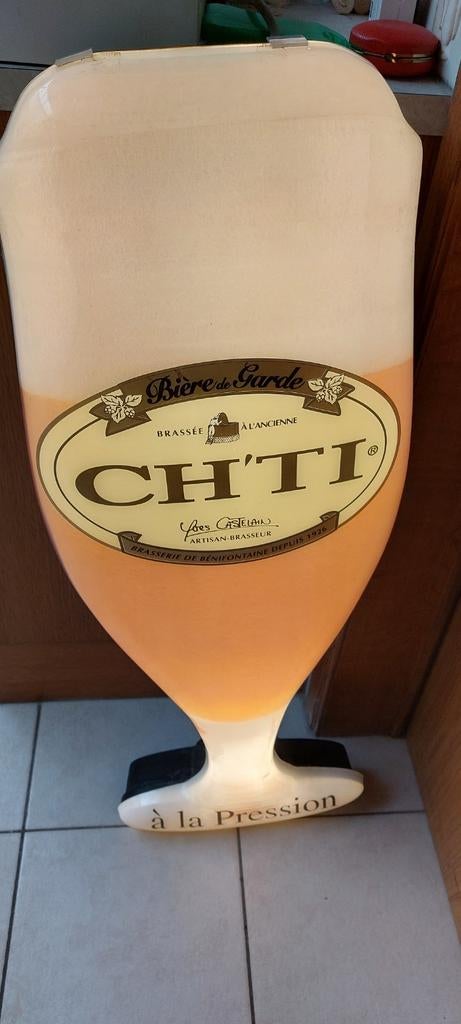 Bière de Garde
BRASSÉE À L'ANCIENNE
CH'TI®
Yves CASTELAIN
ARTISAN-BRASSEUR
BRASSERIE DE BÉNIFONTAINE DEPUIS 1926
à la Pression